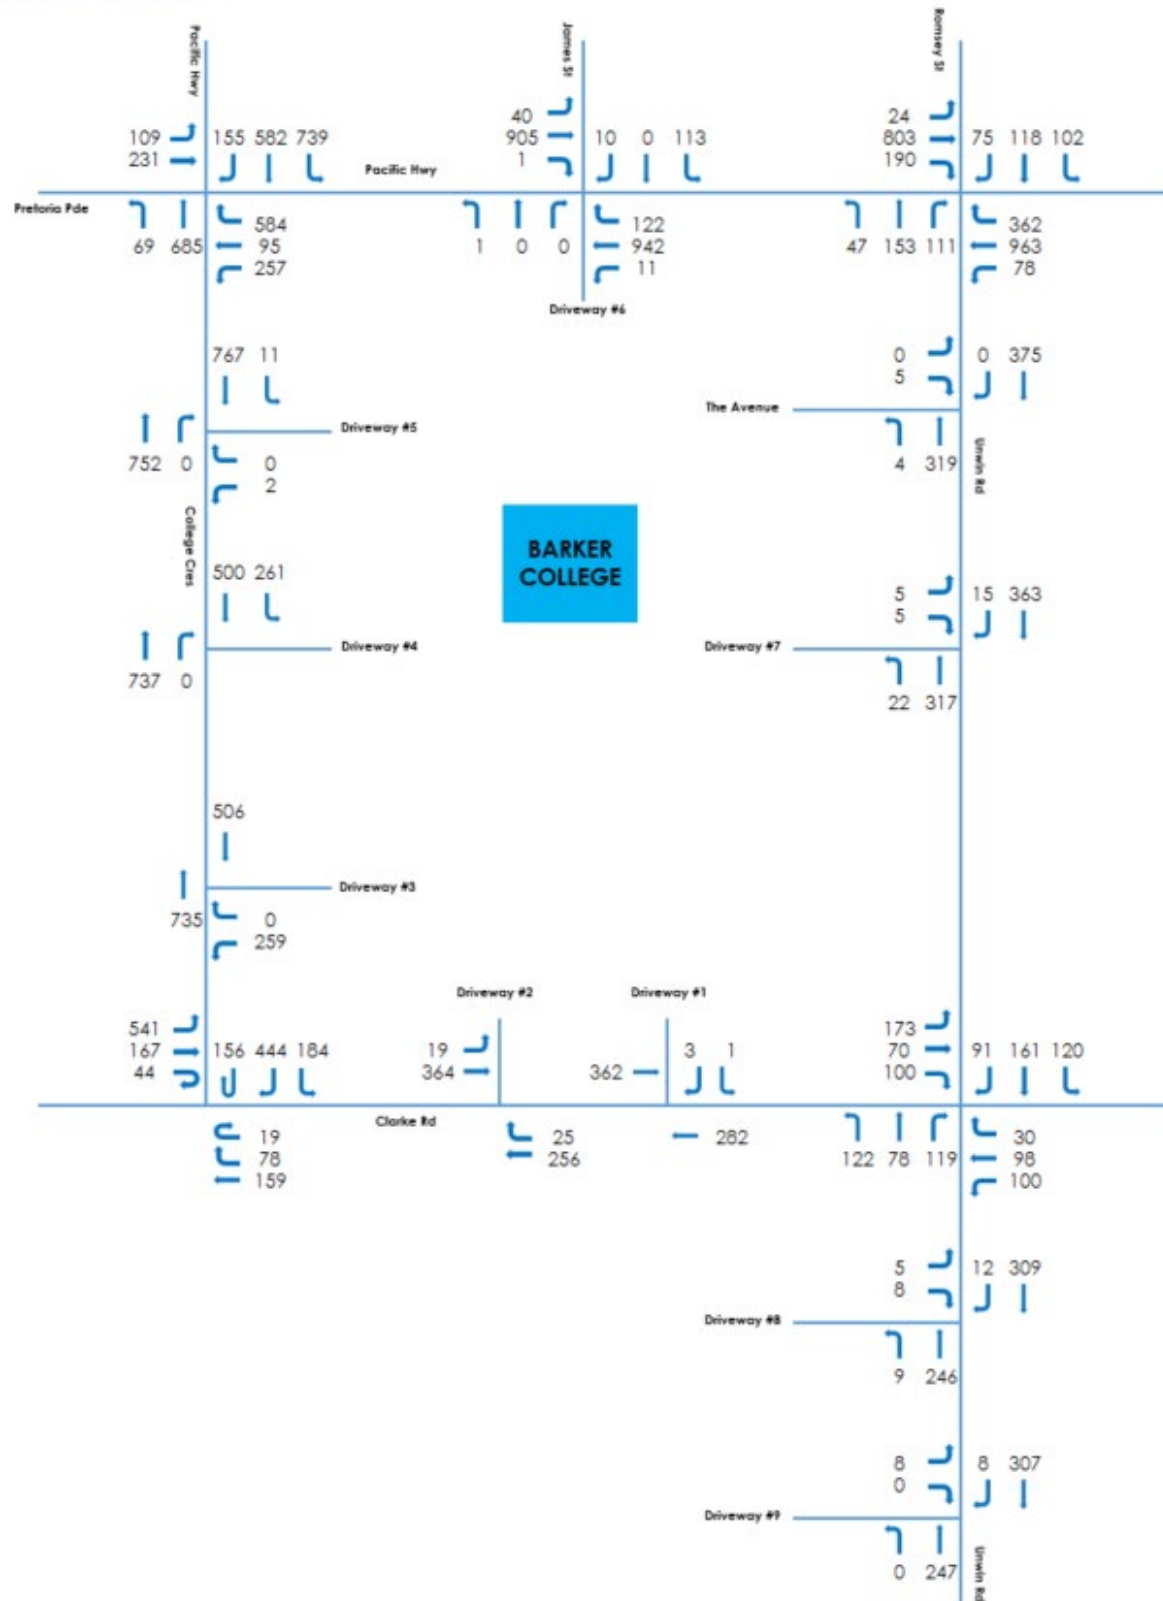 Pacific Hwy
James St
Romsey St
109
231
155 582 739
Pacific Hwy
40
905
1
10 0 113
24
803
190
75 118 102
Pretoria Pde
69 685
584
95
257
1 0 0
122
942
11
Driveway #6
47 153 111
362
963
78
767 11
752 0
Driveway #5
0
2
The Avenue
0
5
0 375
4 319
Unwin Rd
College Cres
BARKER
COLLEGE
500 261
Driveway #4
737 0
5
5
15 363
Driveway #7
22 317
506
Driveway #3
735
0
259
Driveway #2
Driveway #1
541
167
44
156 444 184
19
364
362
3 1
173
70
100
91 161 120
Clarke Rd
19
78
159
25
256
282
122 78 119
30
98
100
5
8
12 309
Driveway #8
9 246
8
0
8 307
Driveway #9
0 247
Unwin Rd